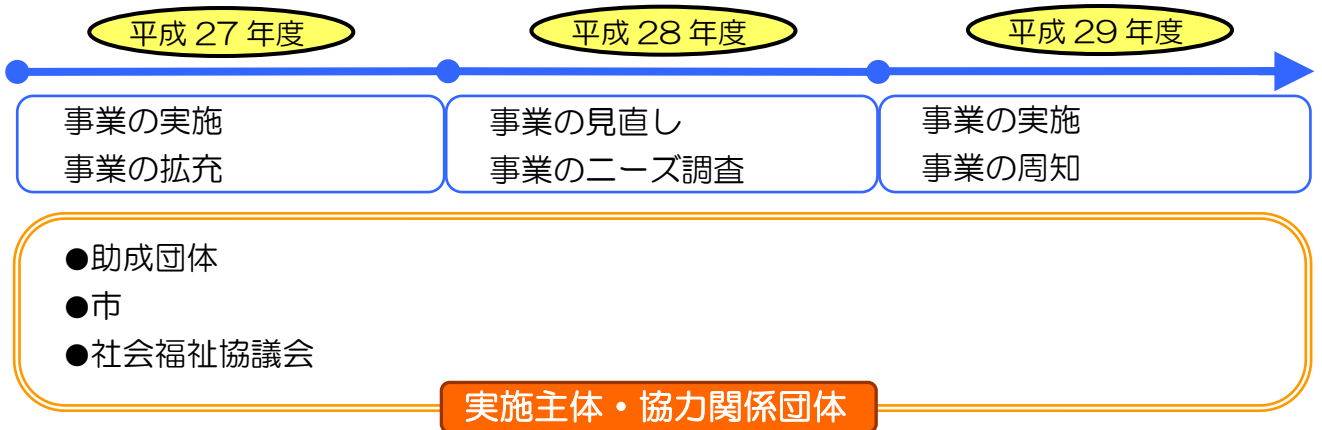 平成 27 年度
平成 28 年度
平成 29 年度
事業の実施
事業の拡充
事業の見直し
事業のニーズ調査
事業の実施
事業の周知
●助成団体
●市
●社会福祉協議会
実施主体・協力関係団体